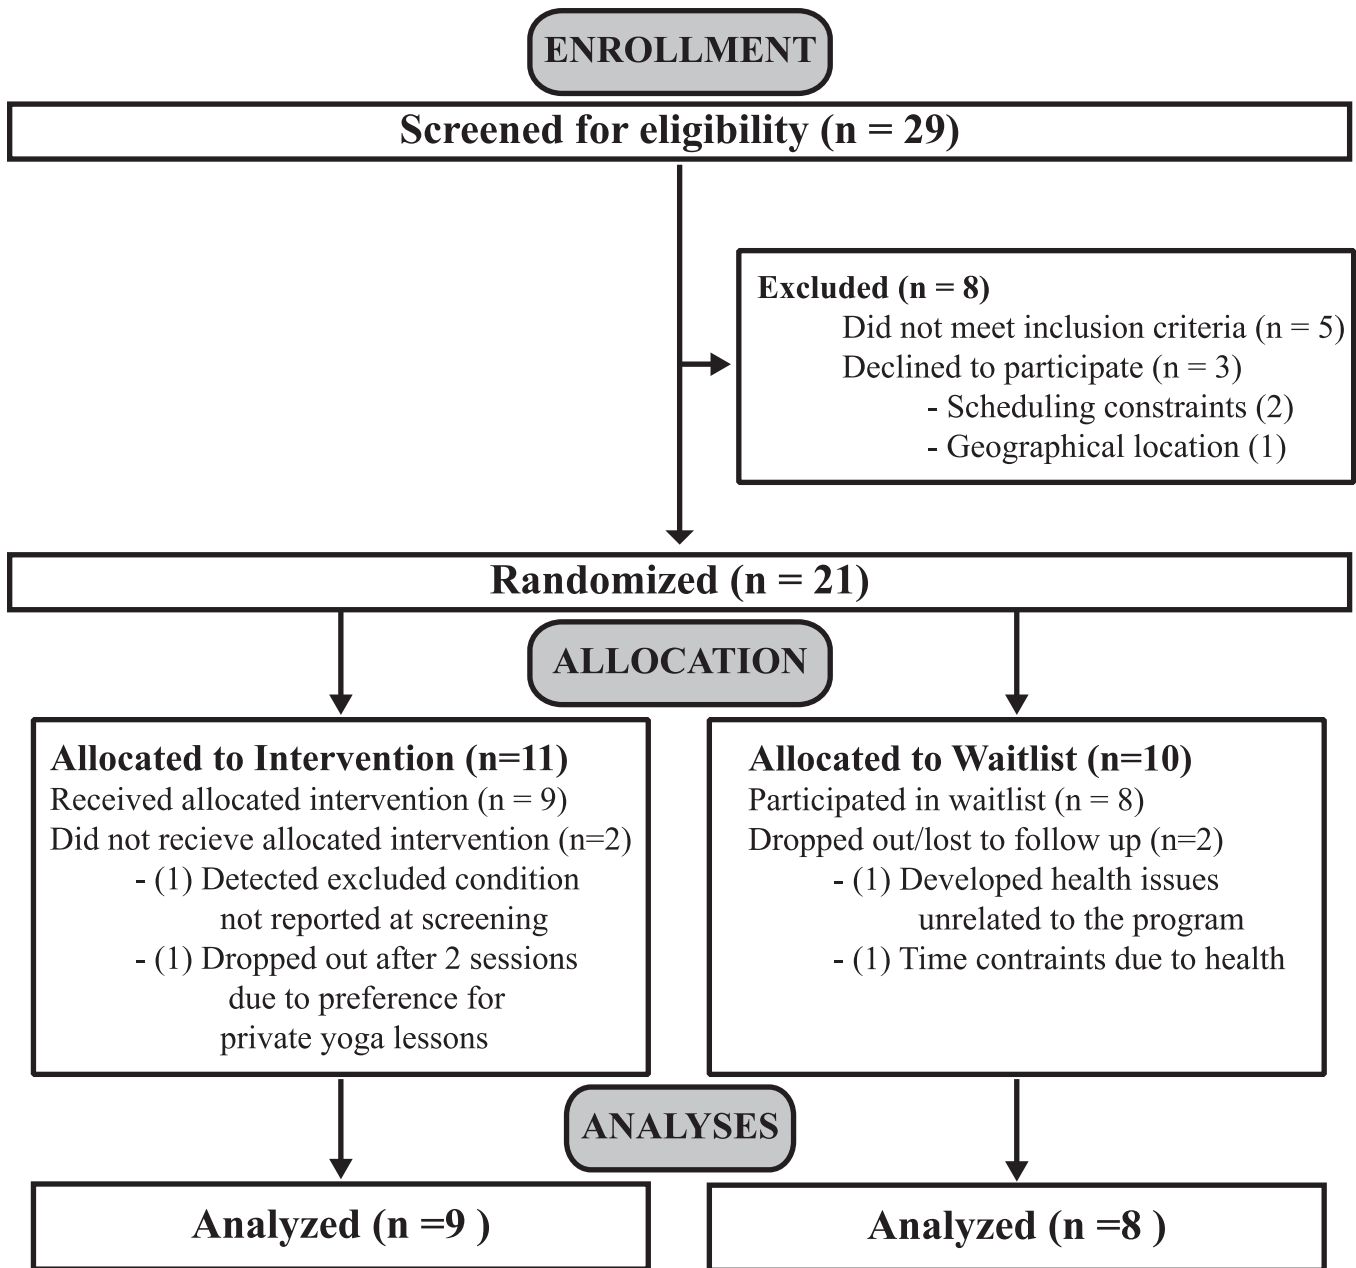 ENROLLMENT
Screened for eligibility (n = 29)
Excluded (n = 8)
Did not meet inclusion criteria (n = 5)
Declined to participate (n = 3)
- Scheduling constraints (2)
- Geographical location (1)
Randomized (n = 21)
ALLOCATION
Allocated to Intervention (n=11)
Received allocated intervention (n = 9)
Did not recieve allocated intervention (n=2)
- (1) Detected excluded condition
not reported at screening
- (1) Dropped out after 2 sessions
due to preference for
private yoga lessons
Allocated to Waitlist (n=10)
Participated in waitlist (n = 8)
Dropped out/lost to follow up (n=2)
- (1) Developed health issues
unrelated to the program
- (1) Time contraints due to health
ANALYSES
Analyzed (n =9 )
Analyzed (n =8 )